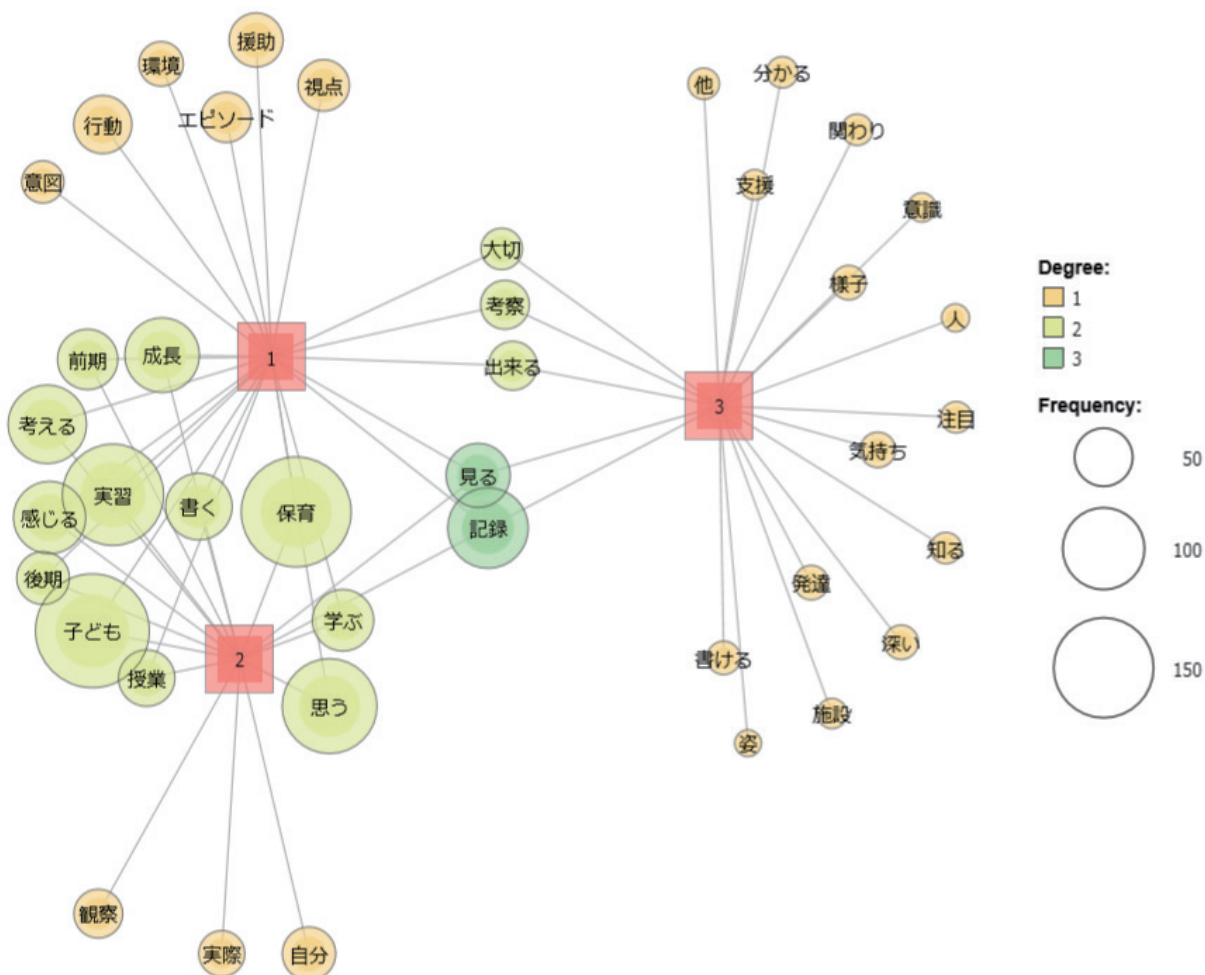 援助
環境
視点
行動
エピソード
意図
他
分かる
関わり
支援
意識
様子
人
大切
考察
出来る
1
前期
成長
考える
実習
感じる
書く
保育
後期
子ども
授業
2
学ぶ
思う
見る
記録
3
注目
気持ち
知る
発達
深い
書ける
施設
姿
観察
実際
自分
Degree:
1
2
3
Frequency:
50
100
150